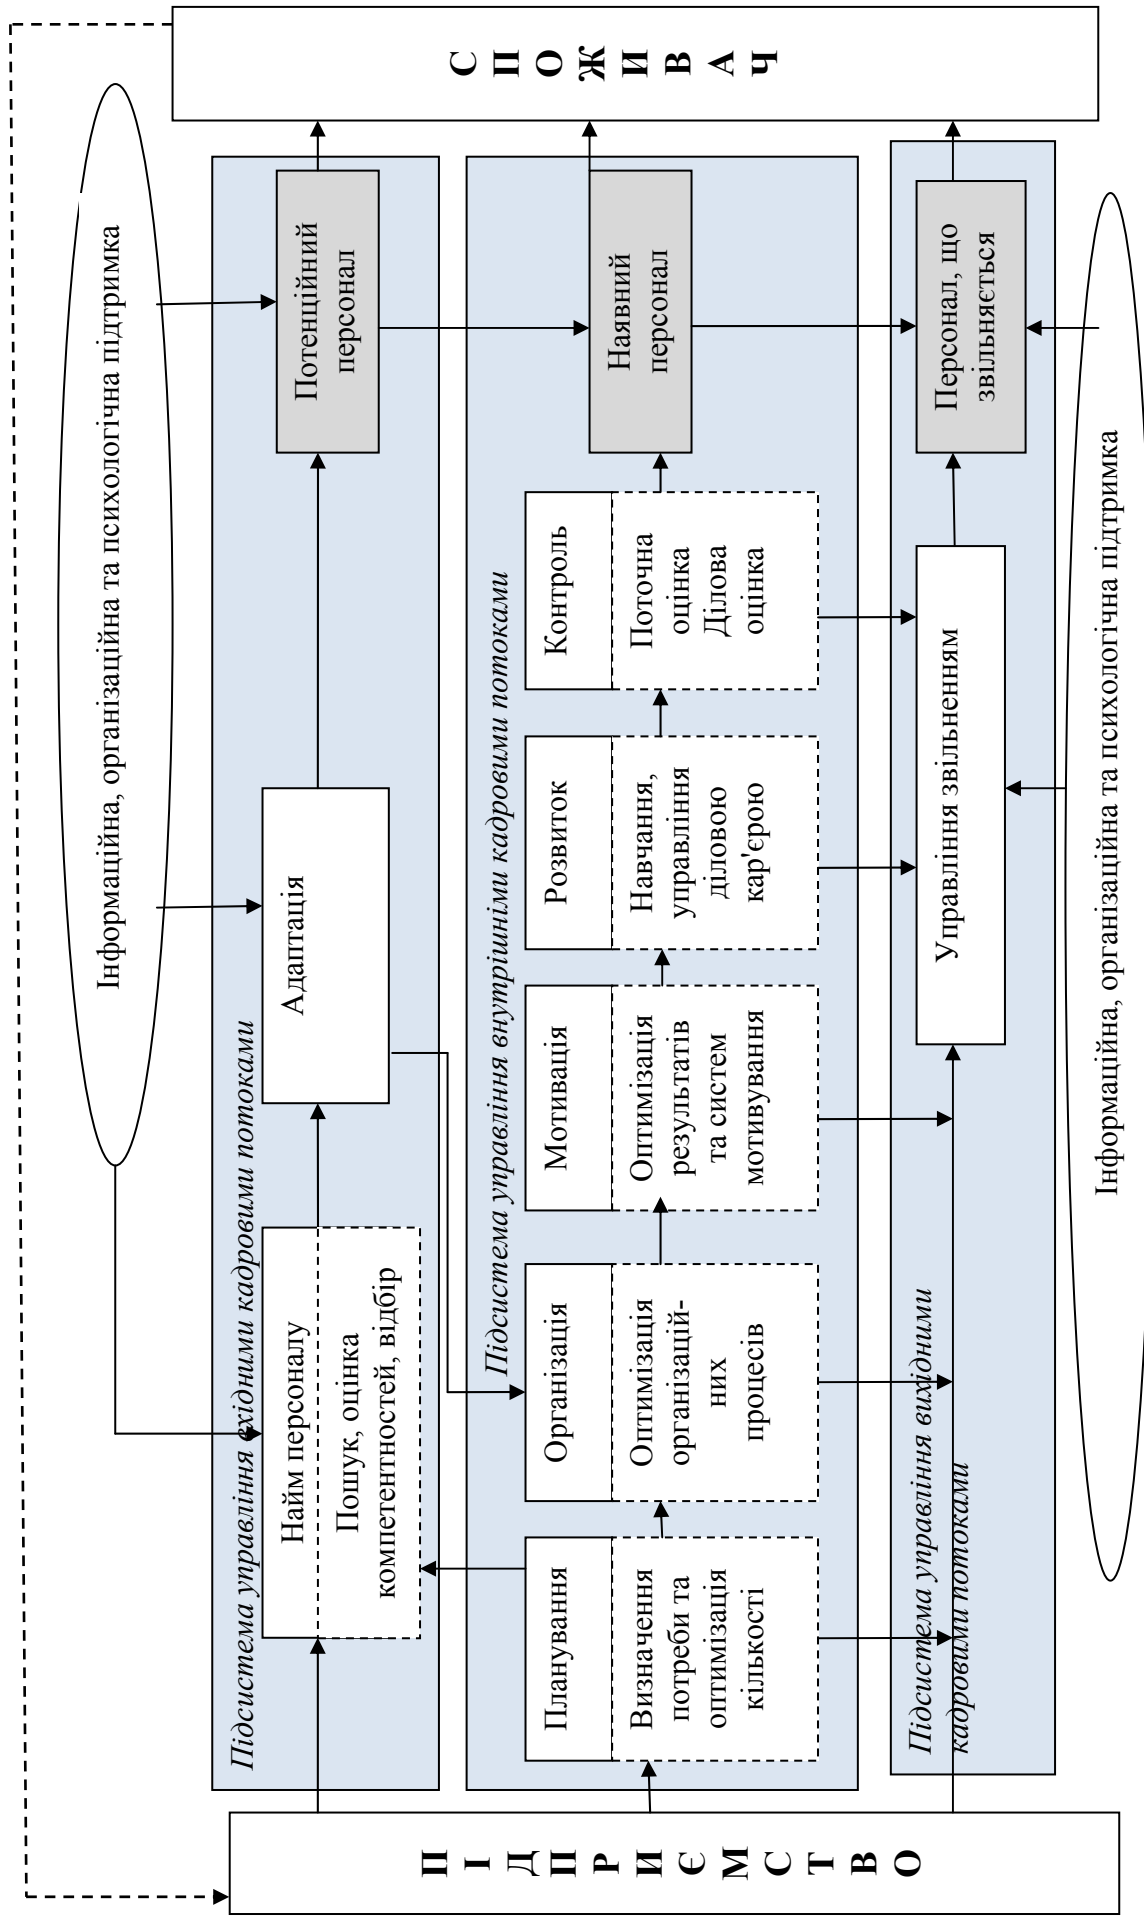 Інформаційна, організаційна та психологічна підтримка
Підсистема управління вхідними кадровими потоками
Найм персоналу
Пошук, оцінка
компетентностей, відбір
Адаптація
Потенційний
персонал
ПІДПРИЄМСТВО
Підсистема управління внутрішніми кадровими потоками
Планування
Визначення
потреби та
оптимізація
кількості
Організація
Оптимізація
організацій-
них
процесів
Мотивація
Оптимізація
результатів
та систем
мотивування
Розвиток
Навчання,
управління
діловою
кар'єрою
Контроль
Поточна
оцінка
Ділова
оцінка
Наявний
персонал
СПОЖИВАЧ
Підсистема управління вихідними
кадровими потоками
Управління звільненням
Персонал, що
звільняється
Інформаційна, організаційна та психологічна підтримка